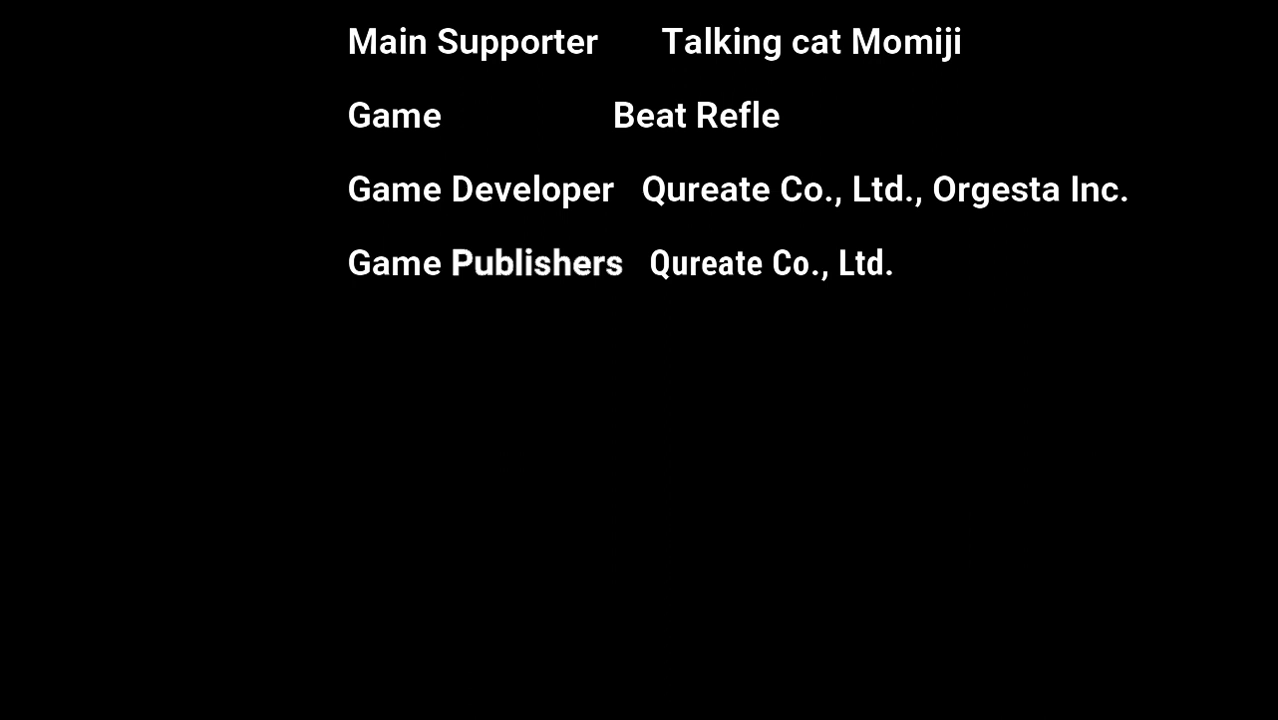 Main Supporter Talking cat Momiji
Game Beat Refle
Game Developer Qureate Co., Ltd., Orgesta Inc.
Game Publishers Qureate Co., Ltd.